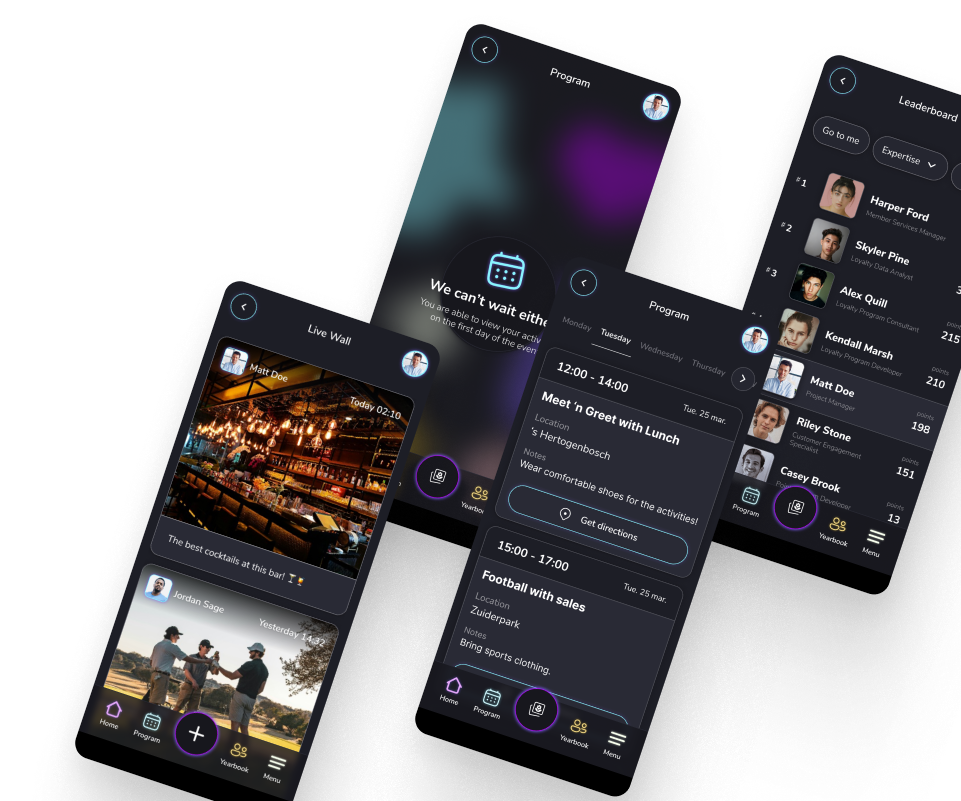 Program
We can't wait eithe
You are able to view your activ
on the first day of the even
Yearbo
Leaderboard
Go to me
Expertise
#1
Harper Ford
Member Services Manager
#2
Skyler Pine
Loyalty Data Analyst
#3
Alex Quill
Loyalty Program Consultant
points
215
Kendall Marsh
Loyalty Program Developer
points
210
Matt Doe
Project Manager
points
198
Riley Stone
Customer Engagement
Specialist
points
151
Casey Brook
Developer
points
13
Program
Yearbook
Menu
Live Wall
Matt Doe
Today 02:10
The best cocktails at this bar! 🍸🍹
Jordan Sage
Yesterday 14:32
Home
Program
Yearbook
Menu
Program
Monday
Tuesday
Wednesday
Thursday
12:00 - 14:00
Tue. 25 mar.
Meet 'n Greet with Lunch
Location
's Hertogenbosch
Notes
Wear comfortable shoes for the activities!
Get directions
15:00 - 17:00
Tue. 25 mar.
Football with sales
Location
Zuiderpark
Notes
Bring sports clothing.
Home
Program
Yearbook
Menu